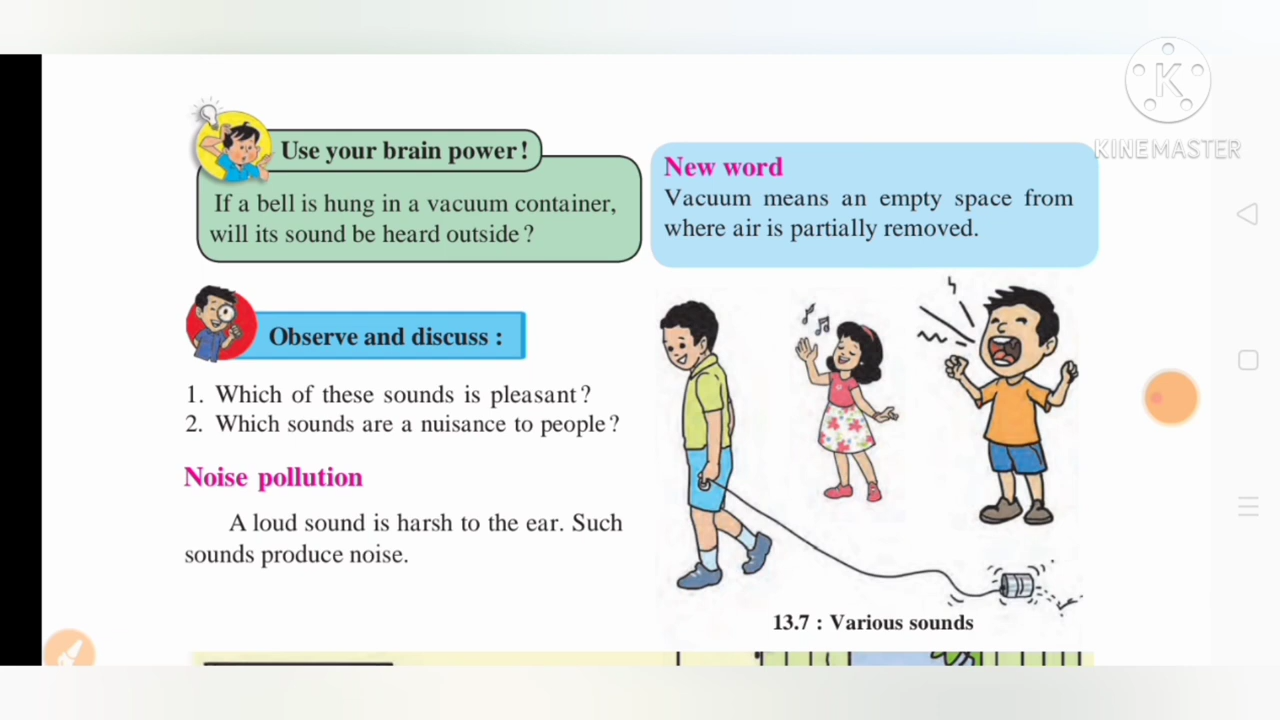 KINEMASTER
Use your brain power!
If a bell is hung in a vacuum container,
will its sound be heard outside?
New word
Vacuum means an empty space from
where air is partially removed.
Observe and discuss :
1. Which of these sounds is pleasant?
2. Which sounds are a nuisance to people?
Noise pollution
A loud sound is harsh to the ear. Such
sounds produce noise.
13.7 : Various sounds